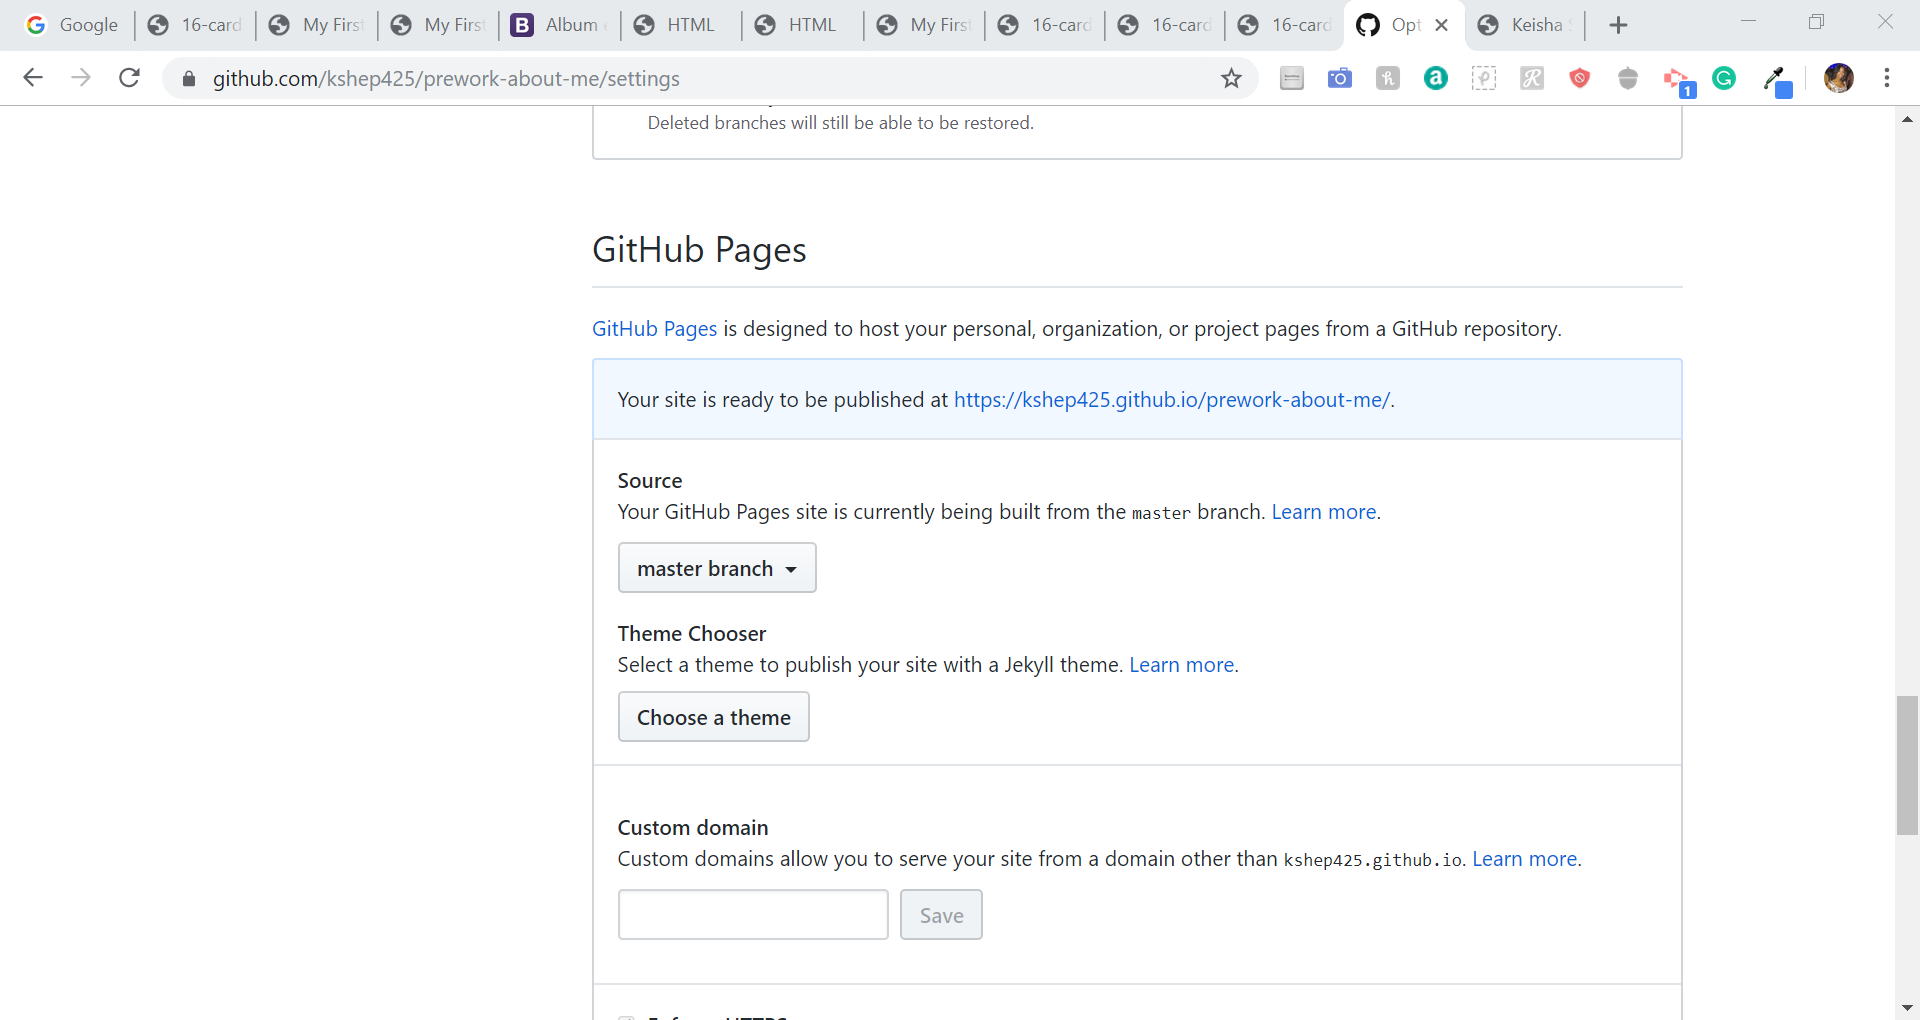 Google
16-card
My First
My First
Album
HTML
HTML
My First
16-card
16-card
16-card
Opt
Keisha
github.com/kshep425/prework-about-me/settings
1
Deleted branches will still be able to be restored.
GitHub Pages
GitHub Pages is designed to host your personal, organization, or project pages from a GitHub repository.
Your site is ready to be published at https://kshep425.github.io/prework-about-me/.
Source
Your GitHub Pages site is currently being built from the master branch. Learn more.
master branch
Theme Chooser
Select a theme to publish your site with a Jekyll theme. Learn more.
Choose a theme
Custom domain
Custom domains allow you to serve your site from a domain other than kshep425.github.io. Learn more.
Save